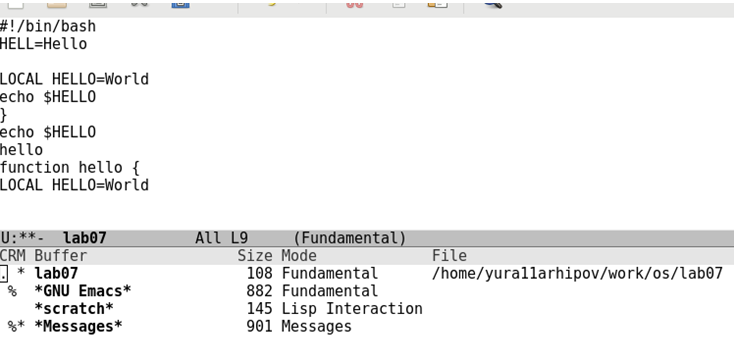 #!/bin/bash
HELL=Hello
LOCAL HELLO=World
echo $HELLO
}
echo $HELLO
hello
function hello {
LOCAL HELLO=World
U:**-  lab07          All L9     (Fundamental)
CRM Buffer            Size Mode          File
. * lab07              108 Fundamental   /home/yura11arhipov/work/os/lab07
 %  *GNU Emacs*        882 Fundamental
    *scratch*          145 Lisp Interaction
 %* *Messages*         901 Messages